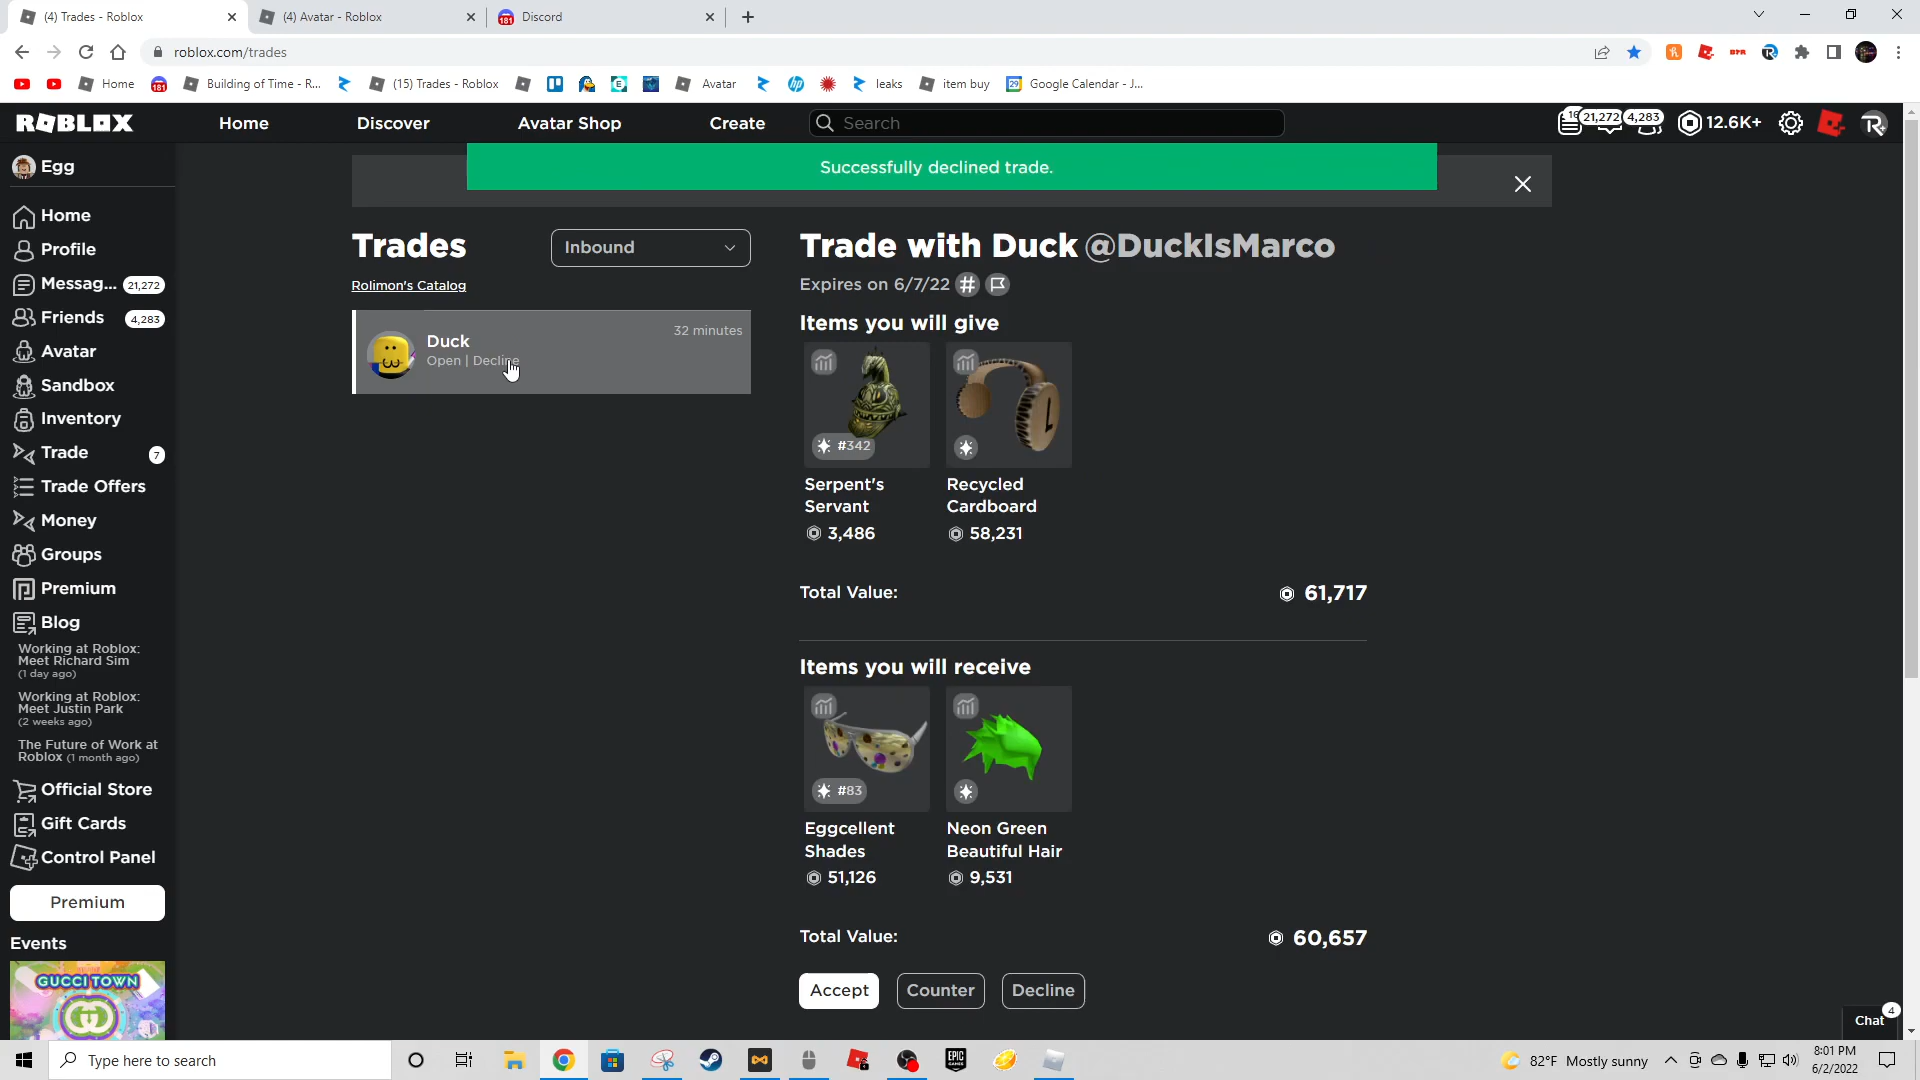 (4) Trades - Roblox
(4) Avatar - Roblox
181
Discord
roblox.com/trades
Home
181
Building of Time - R...
(15) Trades - Roblox
Avatar
leaks
item buy
29
Google Calendar - J...
ROBLOX
Home
Discover
Avatar Shop
Create
Search
21,272
4,283
12.6K+
Egg
Successfully declined trade.
Home
Profile
Messag...
21,272
Friends
4,283
Avatar
Sandbox
Inventory
Trade
7
Trade Offers
Money
Groups
Premium
Blog
Working at Roblox:
Meet Richard Sim
(1 day ago)
Working at Roblox:
Meet Justin Park
(2 weeks ago)
The Future of Work at
Roblox (1 month ago)
Official Store
Gift Cards
Control Panel
Premium
Events
GUCCI TOWN
Trades
Inbound
Rolimon's Catalog
Duck
32 minutes
Open | Decline
Trade with Duck @DuckIsMarco
Expires on 6/7/22
Items you will give
#342
Serpent's
Servant
3,486
L
Recycled
Cardboard
58,231
Total Value:
61,717
Items you will receive
#83
Eggcellent
Shades
51,126
Neon Green
Beautiful Hair
9,531
Total Value:
60,657
Accept
Counter
Decline
Chat
4
Type here to search
EPIC
GAMES
82°F Mostly sunny
8:01 PM
6/2/2022